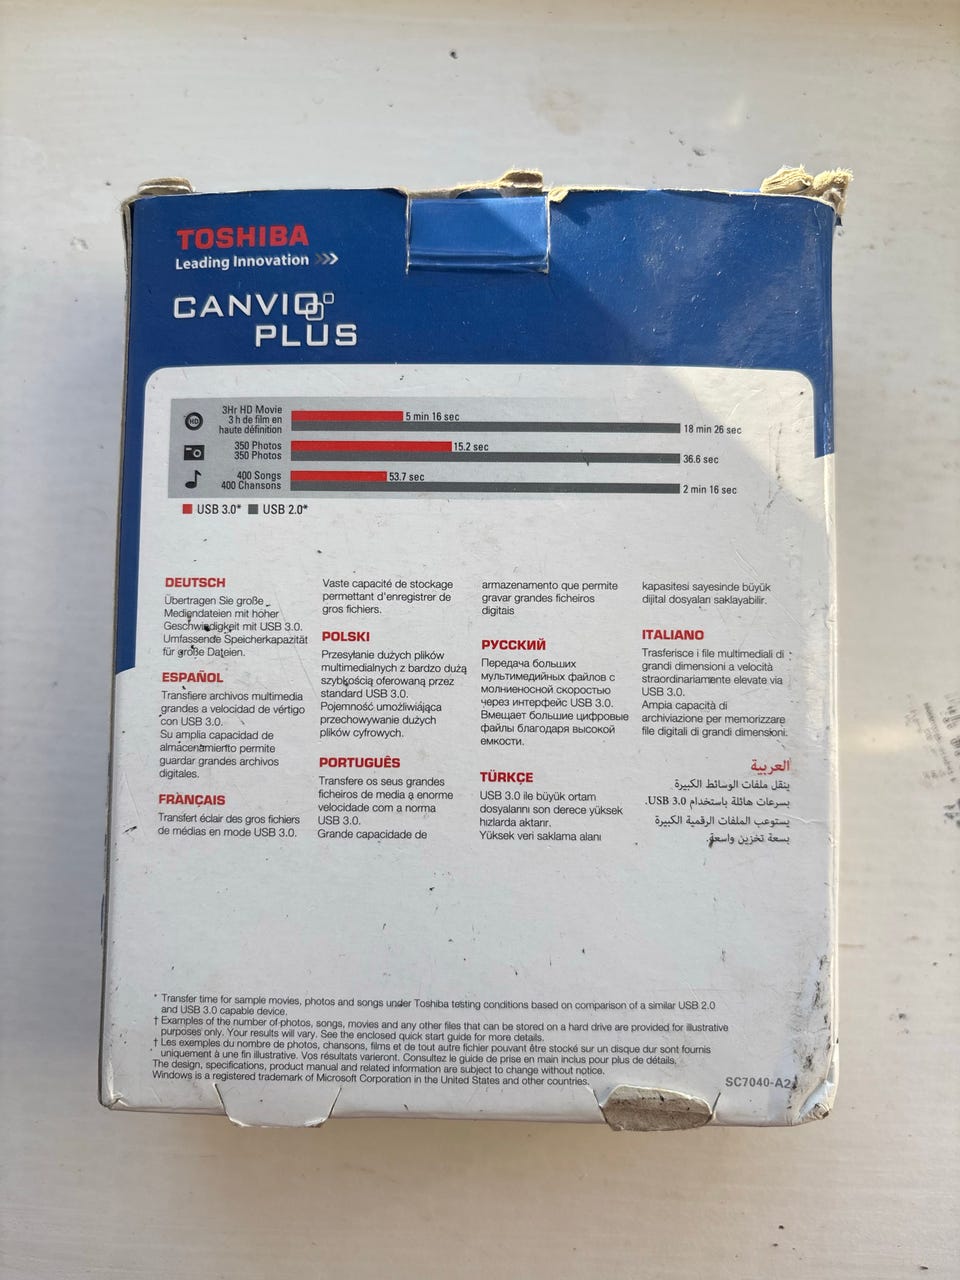 TOSHIBA
Leading Innovation >>>
CANVIO
PLUS
HD
3Hr HD Movie
3 h de film en
haute définition
5 min 16 sec
18 min 26 sec
350 Photos
350 Photos
15.2 sec
36.6 sec
400 Songs
400 Chansons
53.7 sec
2 min 16 sec
USB 3.0* USB 2.0*
DEUTSCH
Übertragen Sie große
Mediendateien mit hoher
Geschwindigkeit mit USB 3.0.
Umfassende Speicherkapazität
für große Dateien.
ESPAÑOL
Transfiere archivos multimedia
grandes a velocidad de vértigo
con USB 3.0.
Su amplia capacidad de
almacenamiento permite
guardar grandes archivos
digitales.
FRANÇAIS
Transfert éclair des gros fichiers
de médias en mode USB 3.0.
Vaste capacité de stockage
permettant d'enregistrer de
gros fichiers.
POLSKI
Przesyłanie dużych plików
multimedialnych z bardzo dużą
szybkością oferowaną przez
standard USB 3.0.
Pojemność umożliwiająca
przechowywanie dużych
plików cyfrowych.
PORTUGUÊS
Transfere os seus grandes
ficheiros de media a enorme
velocidade com a norma
USB 3.0.
Grande capacidade de
armazenamento que permite
gravar grandes ficheiros
digitais
РУССКИЙ
Передача больших
мультимедийных файлов с
молниеносной скоростью
через интерфейс USB 3.0.
Вмещает большие цифровые
файлы благодаря высокой
емкости.
TÜRKÇE
USB 3.0 ile büyük ortam
dosyalarını son derece yüksek
hızlarda aktarır.
Yüksek veri saklama alanı
kapasitesi sayesinde büyük
dijital dosyaları saklayabilir.
ITALIANO
Trasferisce i file multimediali di
grandi dimensioni a velocità
straordinariamente elevate via
USB 3.0.
Ampia capacità di
archiviazione per memorizzare
file digitali di grandi dimensioni.
العربية
ينقل ملفات الوسائط الكبيرة
بسرعات هائلة باستخدام USB 3.0.
يستوعب الملفات الرقمية الكبيرة
بسعة تخزين واسعة.
* Transfer time for sample movies, photos and songs under Toshiba testing conditions based on comparison of a similar USB 2.0
and USB 3.0 capable device.
† Examples of the number of photos, songs, movies and any other files that can be stored on a hard drive are provided for illustrative
purposes only. Your results will vary. See the enclosed quick start guide for more details.
† Les exemples du nombre de photos, chansons, films et de tout autre fichier pouvant être stocké sur un disque dur sont fournis
uniquement à une fin illustrative. Vos résultats varieront. Consultez le guide de prise en main inclus pour plus de détails.
The design, specifications, product manual and related information are subject to change without notice.
Windows is a registered trademark of Microsoft Corporation in the United States and other countries.
SC7040-A2